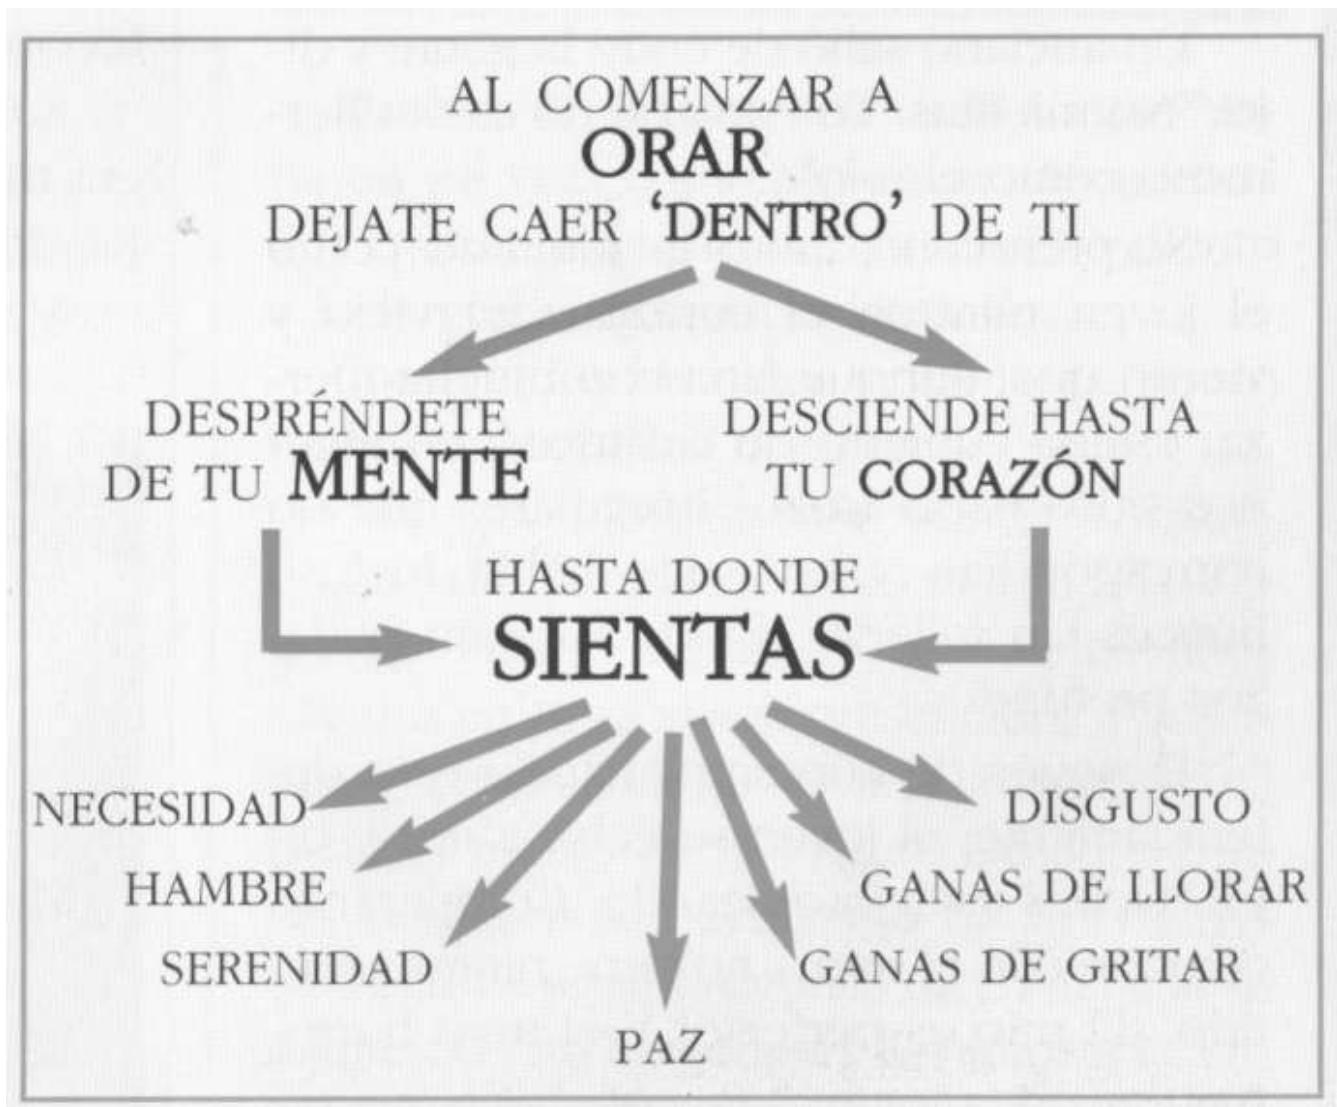 AL COMENZAR A
ORAR
DEJATE CAER ‘DENTRO’ DE TI
DESPRÉNDETE
DE TU MENTE
DESCIENDE HASTA
TU CORAZÓN
HASTA DONDE
SIENTAS
NECESIDAD
DISGUSTO
HAMBRE
GANAS DE LLORAR
SERENIDAD
GANAS DE GRITAR
PAZ